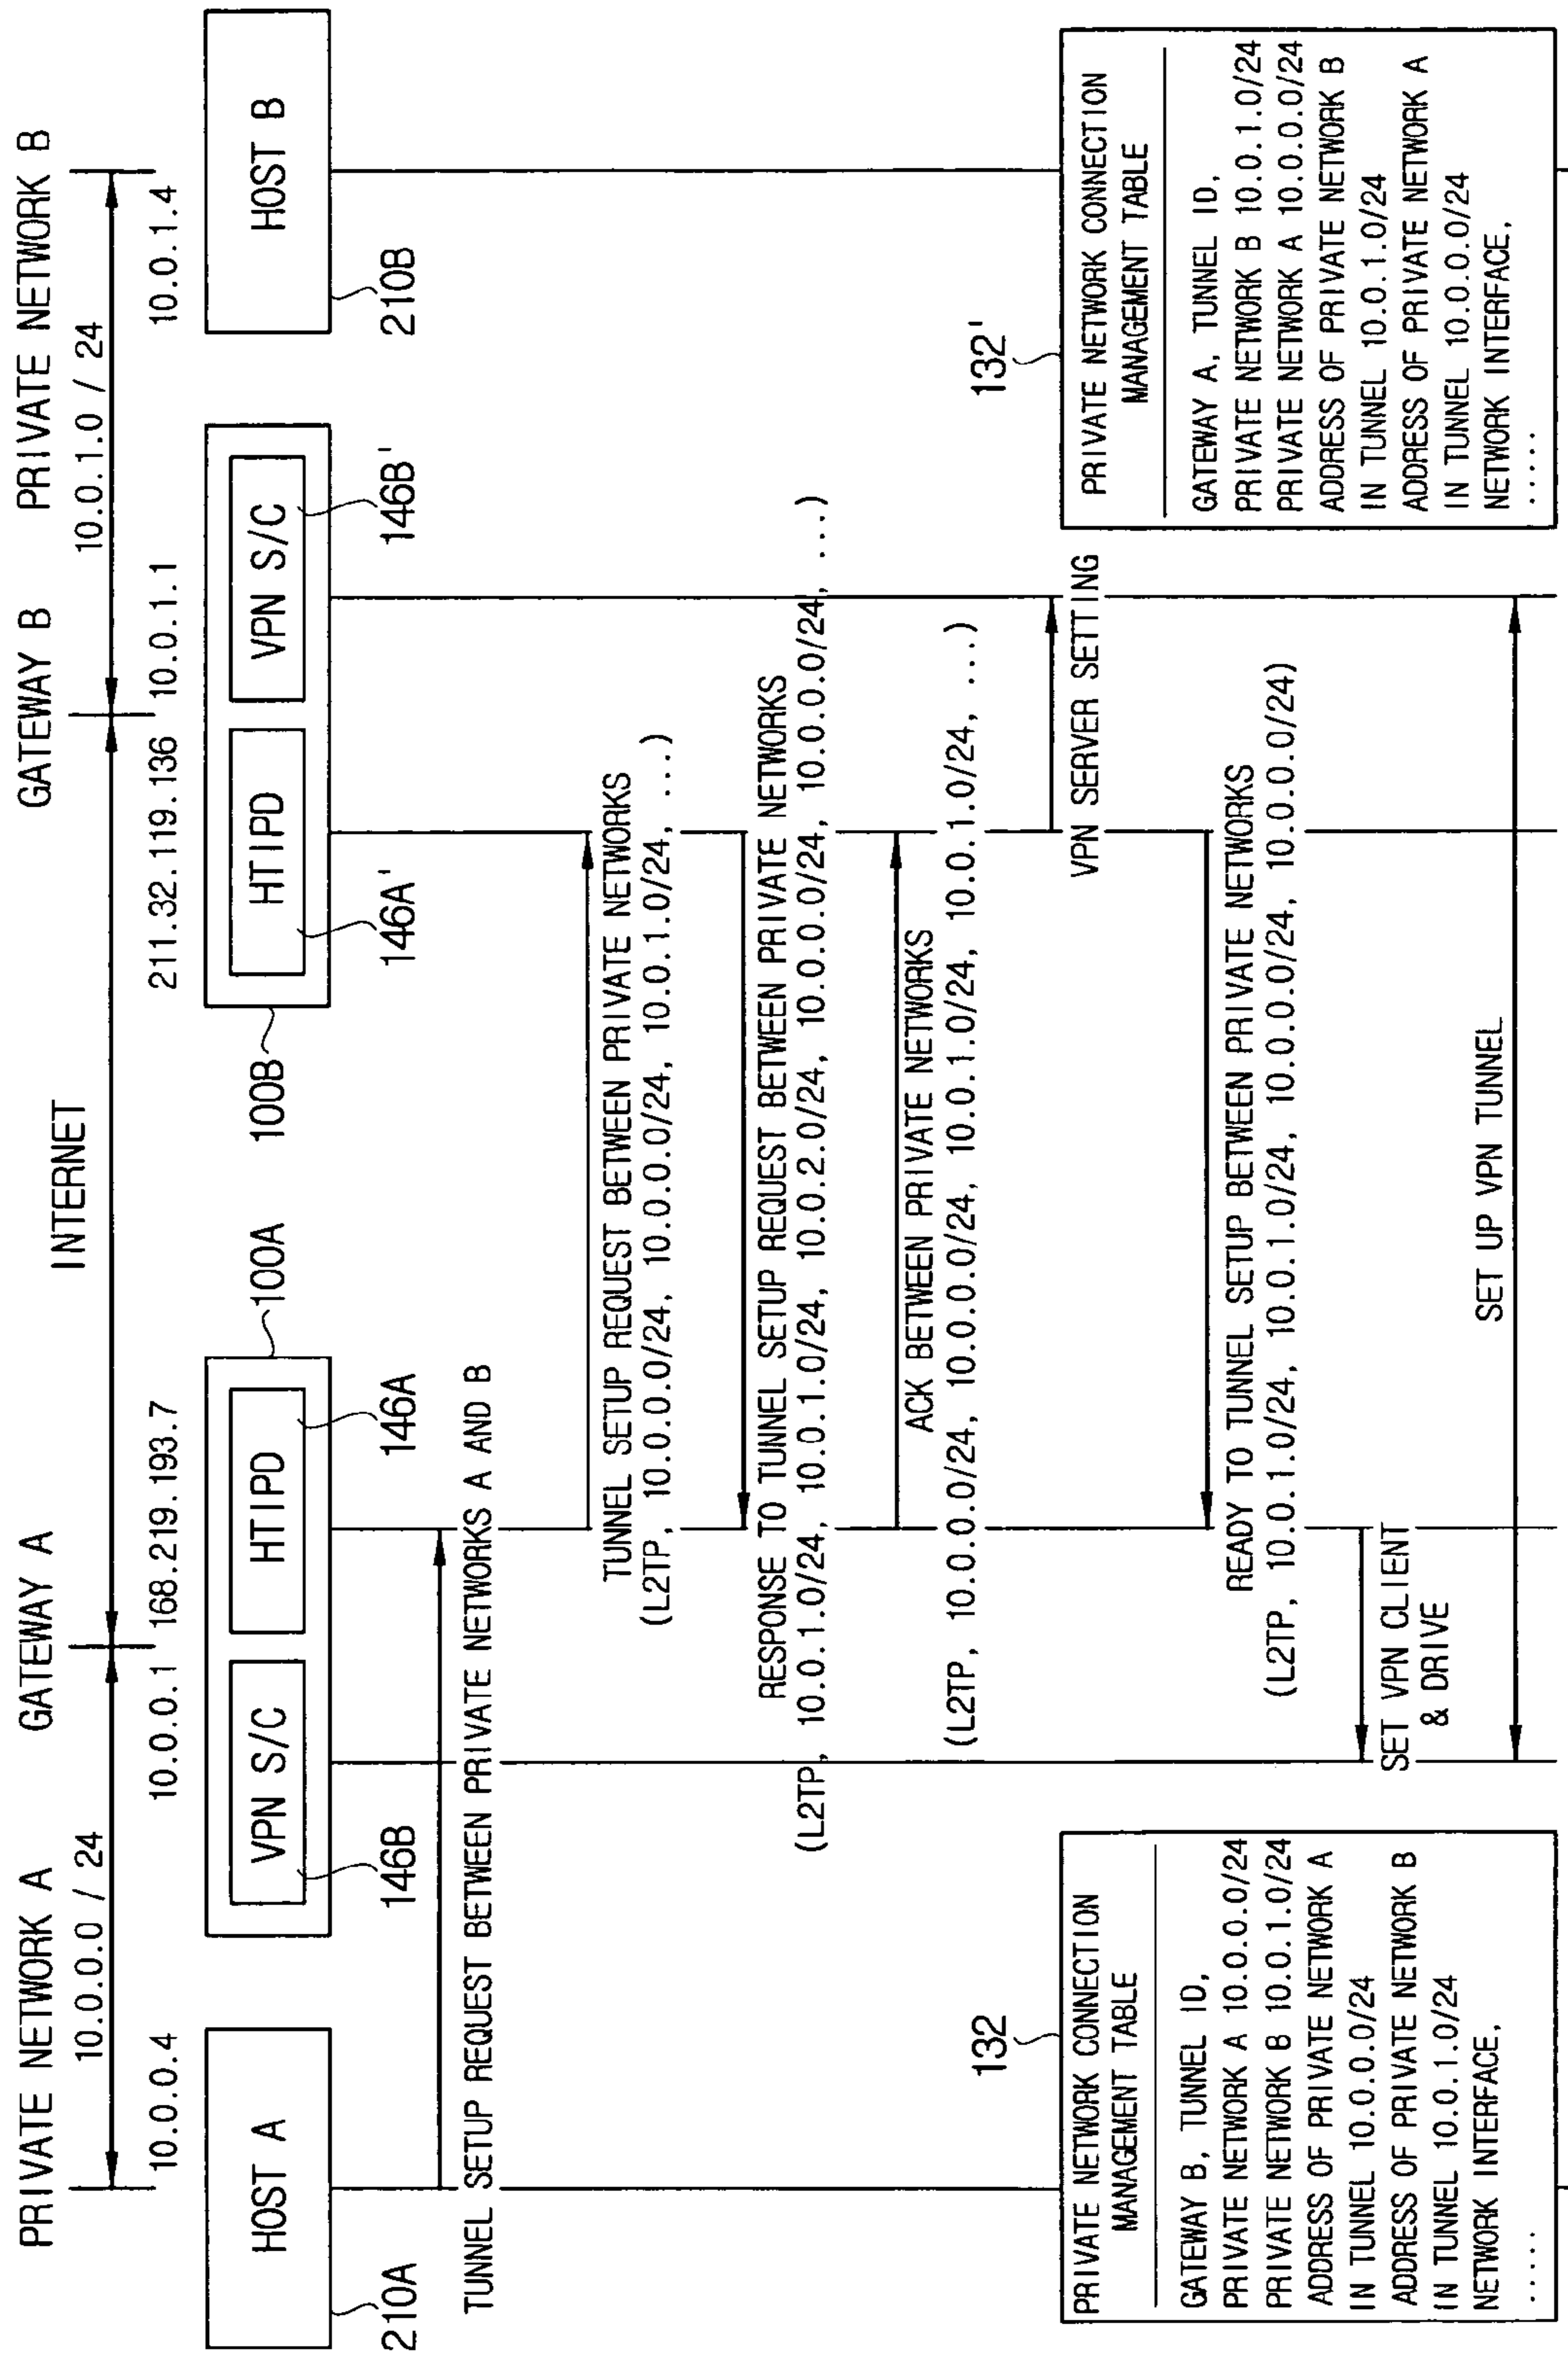 PRIVATE NETWORK A
GATEWAY A
INTERNET
GATEWAY B
PRIVATE NETWORK B
10.0.0.0 / 24
10.0.1.0 / 24
10.0.0.4
10.0.0.1
168.219.193.7
211.32.119.136
10.0.1.1
10.0.1.4
HOST A
VPN S/C
HTIPD
100A
100B
HTIPD
VPN S/C
HOST B
210A
146B
146A
146A'
146B'
210B
TUNNEL SETUP REQUEST BETWEEN PRIVATE NETWORKS A AND B
TUNNEL SETUP REQUEST BETWEEN PRIVATE NETWORKS
(L2TP, 10.0.0.0/24, 10.0.0.0/24, 10.0.1.0/24, ...)
RESPONSE TO TUNNEL SETUP REQUEST BETWEEN PRIVATE NETWORKS
(L2TP, 10.0.1.0/24, 10.0.1.0/24, 10.0.2.0/24, 10.0.0.0/24, 10.0.0.0/24, ...)
ACK BETWEEN PRIVATE NETWORKS
(L2TP, 10.0.0.0/24, 10.0.0.0/24, 10.0.1.0/24, 10.0.1.0/24, ...)
VPN SERVER SETTING
READY TO TUNNEL SETUP BETWEEN PRIVATE NETWORKS
(L2TP, 10.0.1.0/24, 10.0.1.0/24, 10.0.0.0/24, 10.0.0.0/24)
SET VPN CLIENT
& DRIVE
SET UP VPN TUNNEL
132
PRIVATE NETWORK CONNECTION
MANAGEMENT TABLE
GATEWAY B, TUNNEL ID,
PRIVATE NETWORK A 10.0.0.0/24
PRIVATE NETWORK B 10.0.1.0/24
ADDRESS OF PRIVATE NETWORK A
IN TUNNEL 10.0.0.0/24
ADDRESS OF PRIVATE NETWORK B
IN TUNNEL 10.0.1.0/24
NETWORK INTERFACE,
.....
132'
PRIVATE NETWORK CONNECTION
MANAGEMENT TABLE
GATEWAY A, TUNNEL ID,
PRIVATE NETWORK B 10.0.1.0/24
PRIVATE NETWORK A 10.0.0.0/24
ADDRESS OF PRIVATE NETWORK B
IN TUNNEL 10.0.1.0/24
ADDRESS OF PRIVATE NETWORK A
IN TUNNEL 10.0.0.0/24
NETWORK INTERFACE,
.....